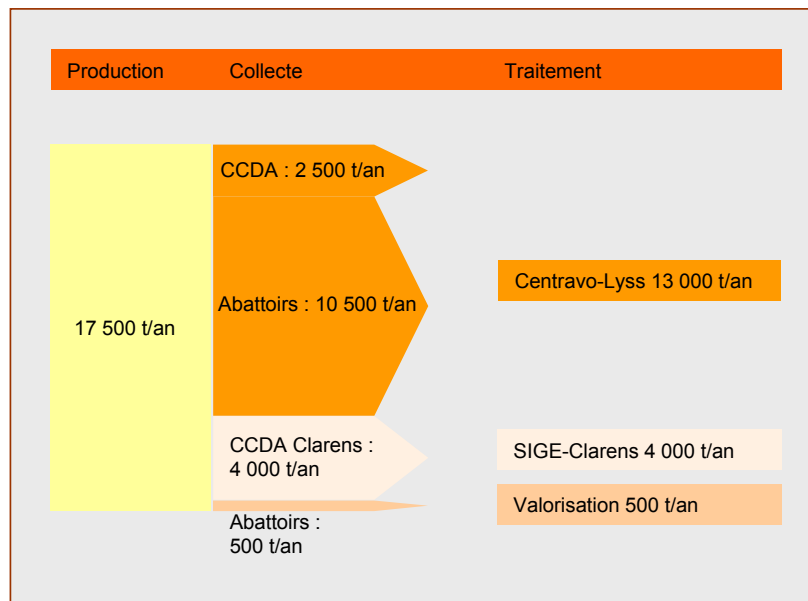 Production Collecte Traitement
CCDA : 2 500 t/an
Abattoirs : 10 500 t/an
Centravo-Lyss 13 000 t/an
17 500 t/an
CCDA Clarens :
4 000 t/an
SIGE-Clarens 4 000 t/an
Valorisation 500 t/an
Abattoirs :
500 t/an